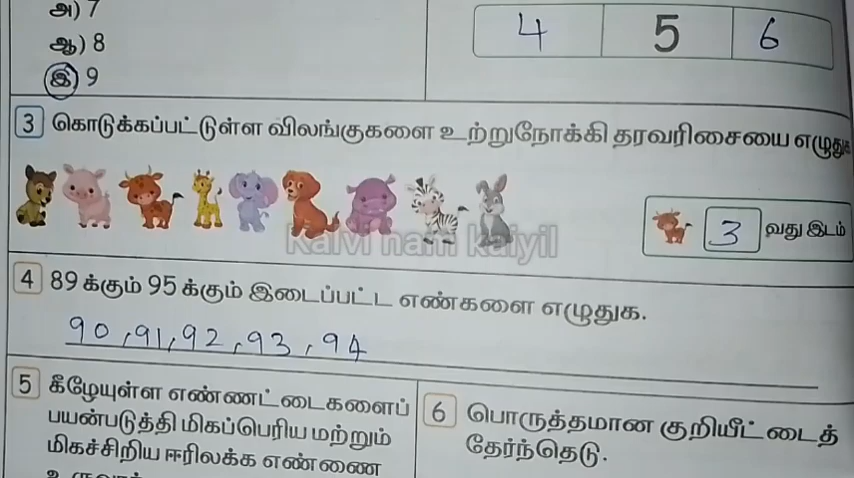 அ) 7
ஆ) 8
இ) 9
4 5 6
3 கொடுக்கப்பட்டுள்ள விலங்குகளை உற்றுநோக்கி தரவரிசையை எழுதுக
3 வது இடம்
Kalvi nam kaiyil
4 89 க்கும் 95 க்கும் இடைப்பட்ட எண்களை எழுதுக.
90, 91, 92, 93, 94
5 கீழேயுள்ள எண்ணட்டைகளைப்
பயன்படுத்தி மிகப்பெரிய மற்றும்
மிகச்சிறிய ஈரிலக்க எண்ணை
6 பொருத்தமான குறியீட்டைத்
தேர்ந்தெடு.